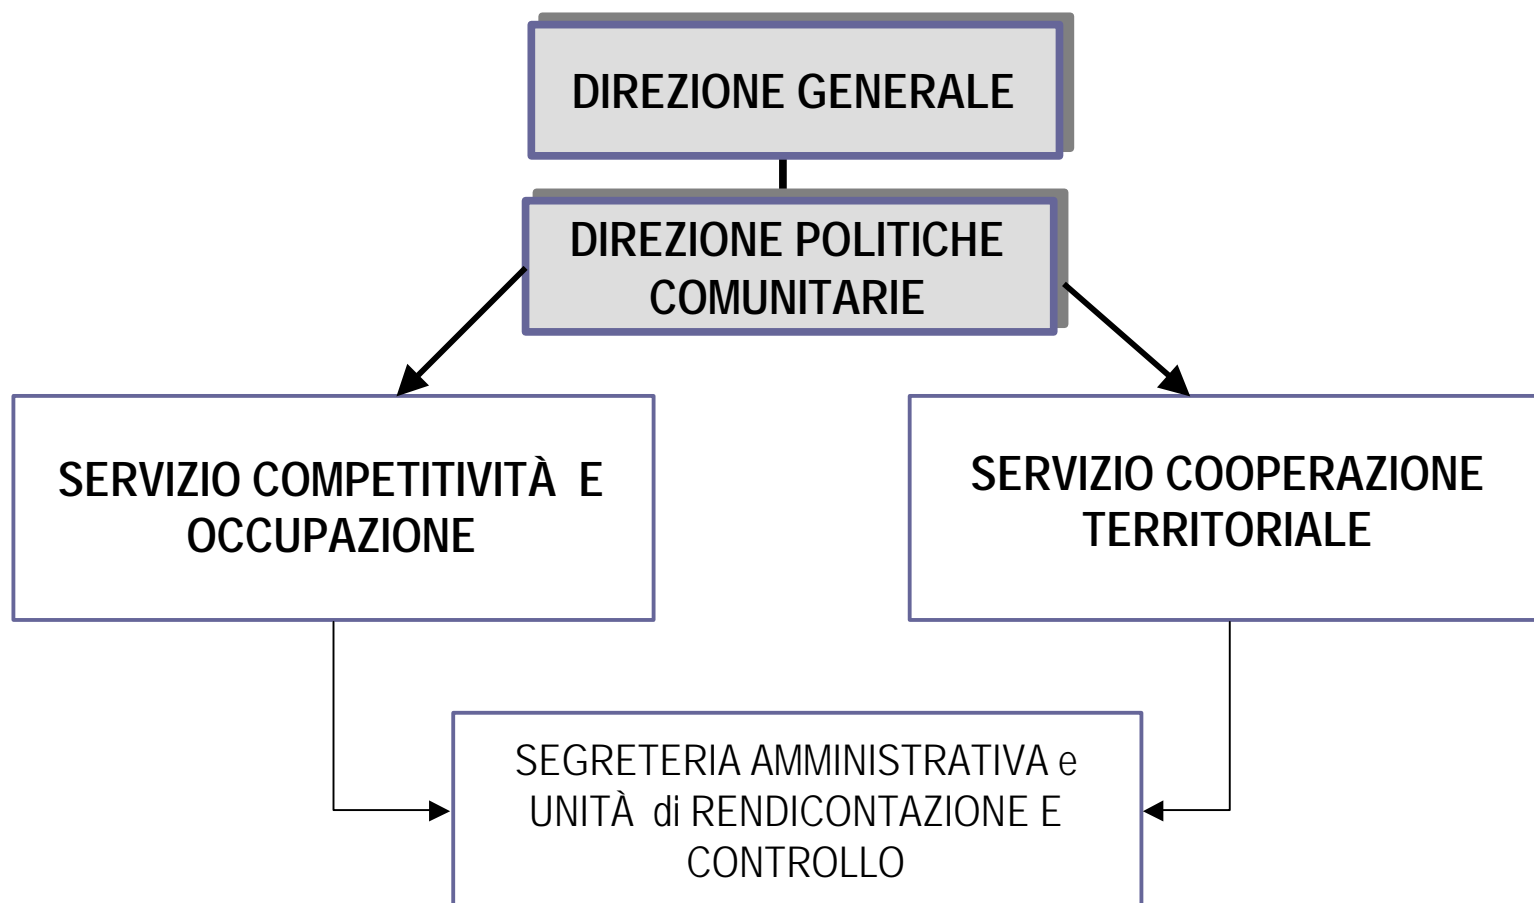 DIREZIONE GENERALE
DIREZIONE POLITICHE
COMUNITARIE
SERVIZIO COMPETITIVITÀ E
OCCUPAZIONE
SERVIZIO COOPERAZIONE
TERRITORIALE
SEGRETERIA AMMINISTRATIVA e
UNITÀ di RENDICONTAZIONE E
CONTROLLO